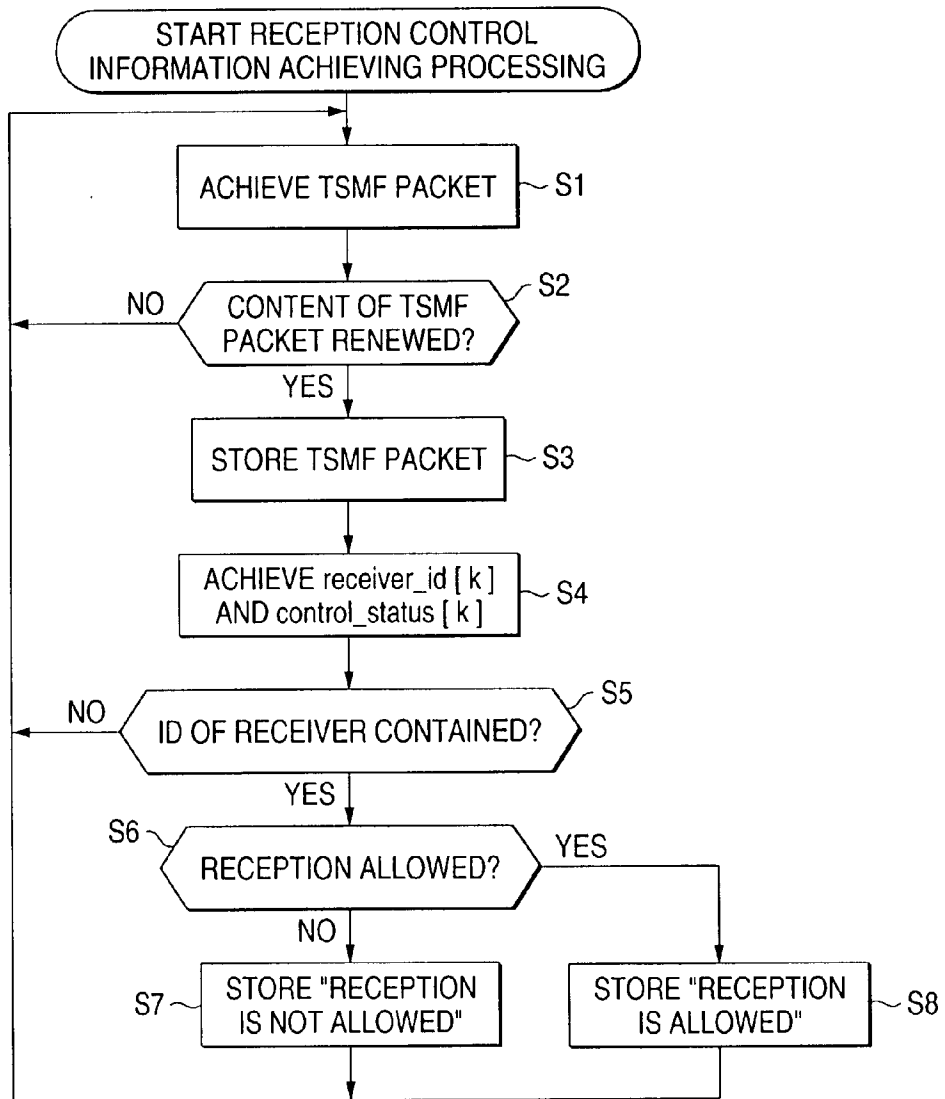 START RECEPTION CONTROL
INFORMATION ACHIEVING PROCESSING
ACHIEVE TSMF PACKET
S1
NO
CONTENT OF TSMF
PACKET RENEWED?
S2
YES
STORE TSMF PACKET
S3
ACHIEVE receiver_id [ k ]
AND control_status [ k ]
S4
NO
ID OF RECEIVER CONTAINED?
S5
YES
S6
RECEPTION ALLOWED?
YES
NO
S7
STORE "RECEPTION
IS NOT ALLOWED"
STORE "RECEPTION
IS ALLOWED"
S8